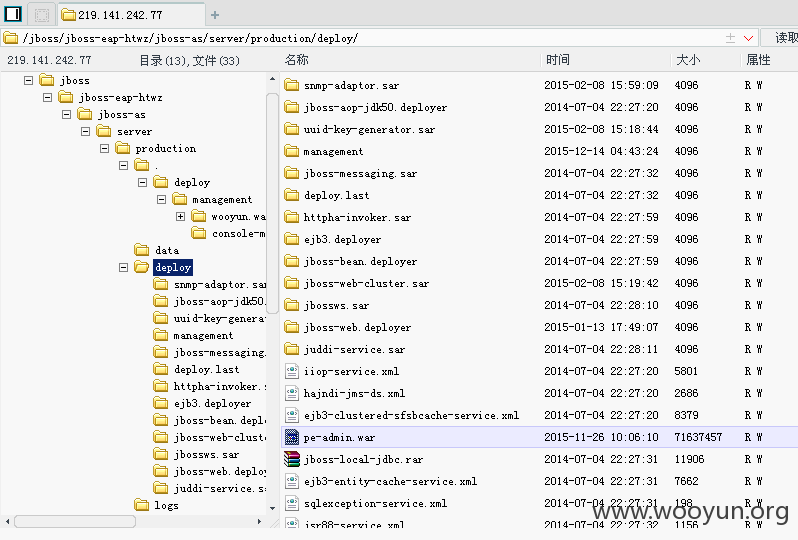 219.141.242.77
/jboss/jboss-eap-htwz/jboss-as/server/production/deploy/ 读取
219.141.242.77 目录(13),文件(33)
jboss
jboss-eap-htwz
jboss-as
server
production
.
deploy
management
wooyun.wa
console-m
data
deploy
snmp-adaptor.sar
jboss-aop-jdk50.
uuid-key-genera
management
jboss-messaging.
deploy.last
httpha-invoker.s
ejb3.deployer
jboss-bean.depl
jboss-web-clust
jbossws.sar
jboss-web.deploy
juddi-service.sa
logs
名称 时间 大小 属性
snmp-adaptor.sar 2015-02-08 15:59:09 4096 R W
jboss-aop-jdk50.deployer 2014-07-04 22:27:20 4096 R W
uuid-key-generator.sar 2015-02-08 15:18:44 4096 R W
management 2015-12-14 04:43:24 4096 R W
jboss-messaging.sar 2014-07-04 22:27:32 4096 R W
deploy.last 2014-07-04 22:27:32 4096 R W
httpha-invoker.sar 2014-07-04 22:27:59 4096 R W
ejb3.deployer 2014-07-04 22:27:59 4096 R W
jboss-bean.deployer 2014-07-04 22:27:59 4096 R W
jboss-web-cluster.sar 2015-02-08 15:19:42 4096 R W
jbossws.sar 2014-07-04 22:28:10 4096 R W
jboss-web.deployer 2015-01-13 17:49:07 4096 R W
juddi-service.sar 2014-07-04 22:28:11 4096 R W
iiop-service.xml 2014-07-04 22:27:20 5801 R W
hajndi-jms-ds.xml 2014-07-04 22:27:20 2686 R W
ejb3-clustered-sfsbcache-service.xml 2014-07-04 22:27:20 8379 R W
pe-admin.war 2015-11-26 10:06:10 71637457 R W
jboss-local-jdbc.rar 2014-07-04 22:27:31 11906 R W
ejb3-entity-cache-service.xml 2014-07-04 22:27:31 7662 R W
sqlexception-service.xml 2014-07-04 22:27:31 198 R W
jsr88-service.xml 2014-07-04 22:27:32 1156 R W
www.wooyun.org